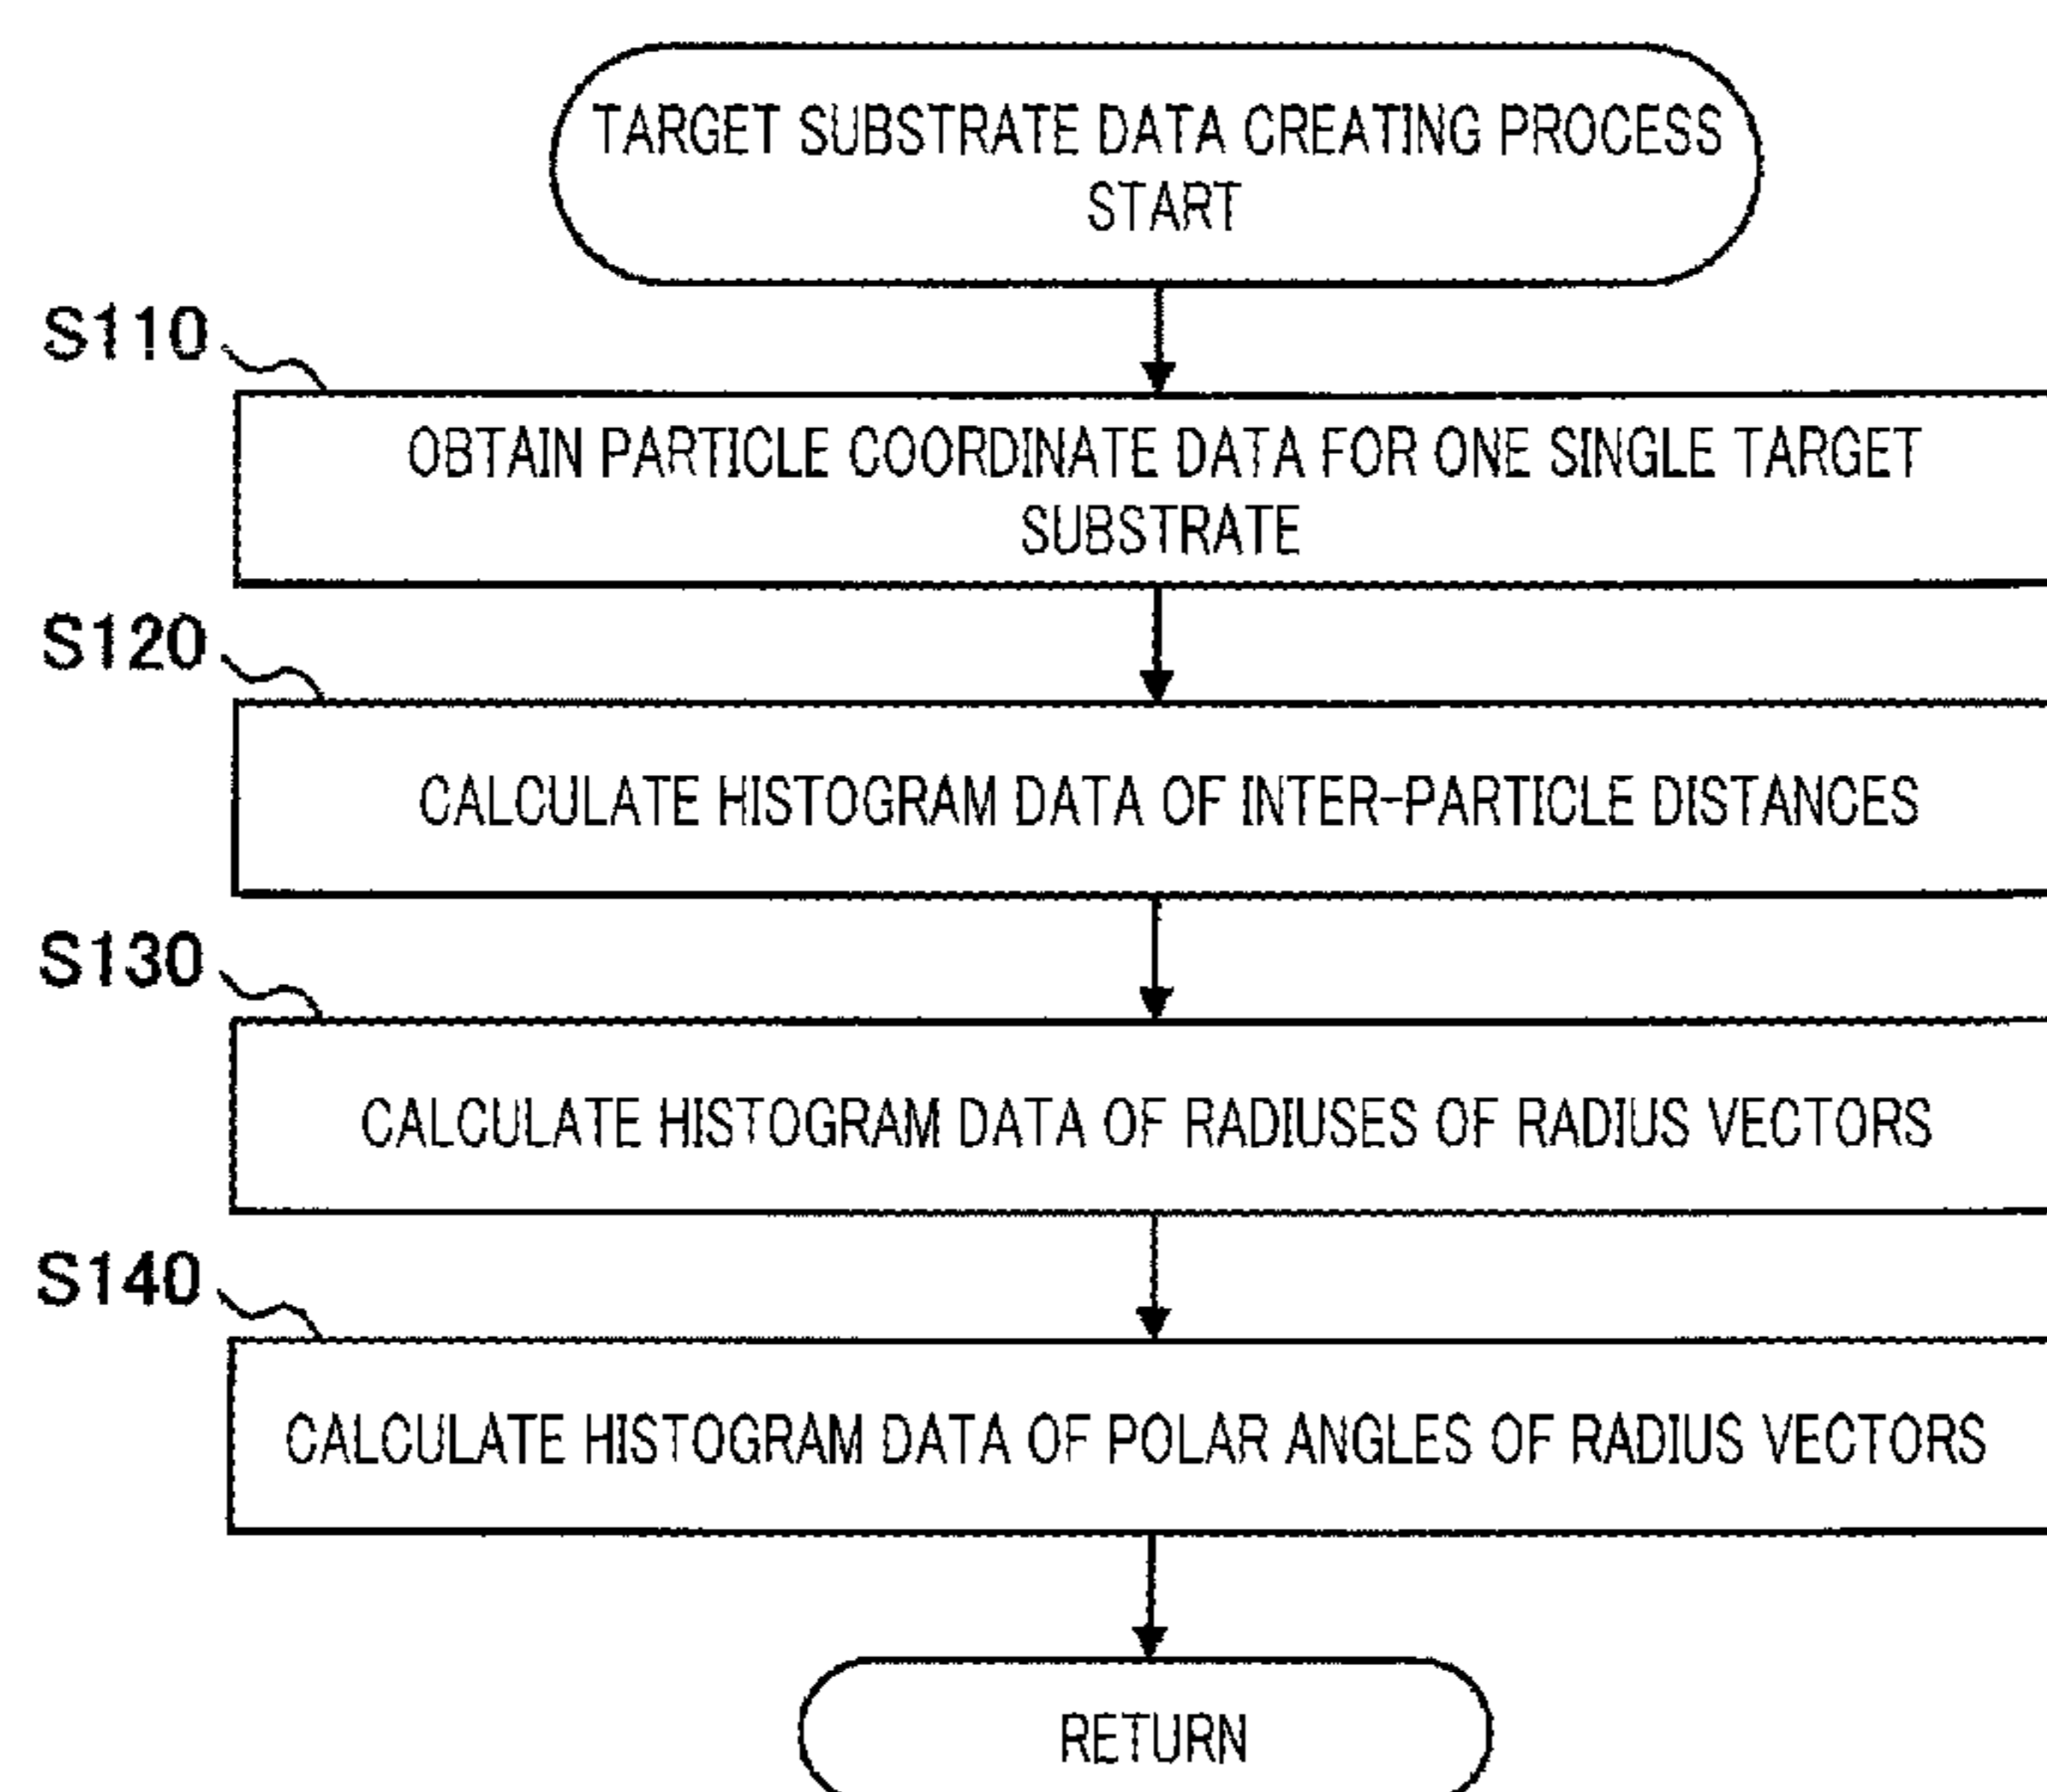 TARGET SUBSTRATE DATA CREATING PROCESS
START
S110
OBTAIN PARTICLE COORDINATE DATA FOR ONE SINGLE TARGET
SUBSTRATE
S120
CALCULATE HISTOGRAM DATA OF INTER-PARTICLE DISTANCES
S130
CALCULATE HISTOGRAM DATA OF RADIUSES OF RADIUS VECTORS
S140
CALCULATE HISTOGRAM DATA OF POLAR ANGLES OF RADIUS VECTORS
RETURN